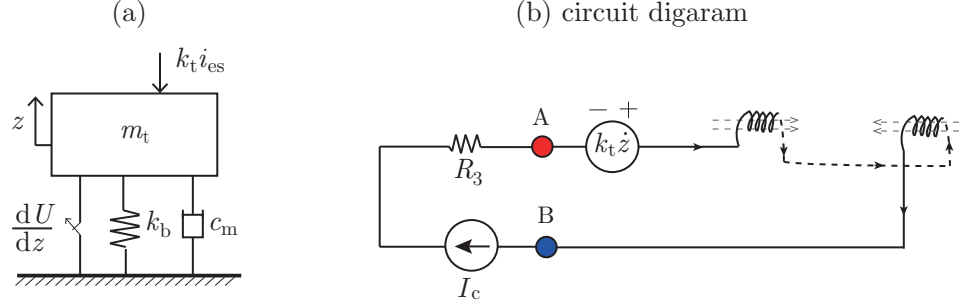 (a)
(b) circuit digaram
k_t i_es
z
m_t
dU
dz
k_b
c_m
A
− +
R_3
k_t ż
B
I_c